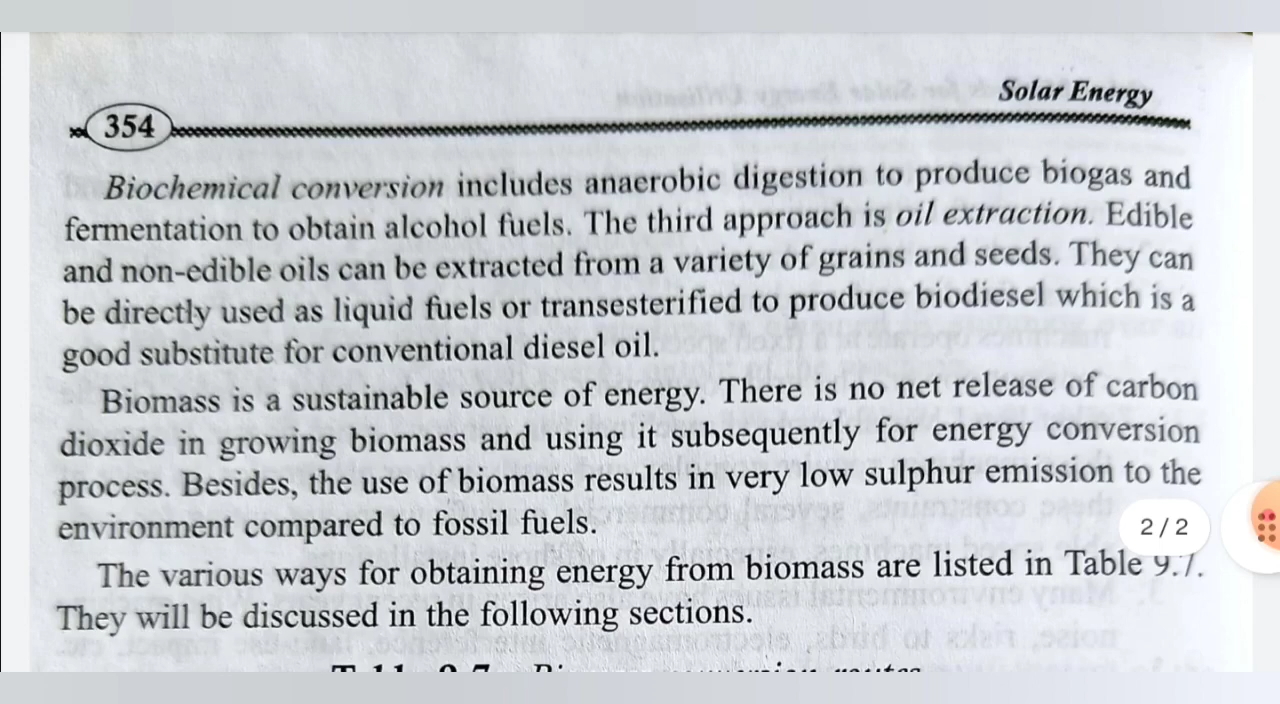 Solar Energy
354
Biochemical conversion includes anaerobic digestion to produce biogas and
fermentation to obtain alcohol fuels. The third approach is oil extraction. Edible
and non-edible oils can be extracted from a variety of grains and seeds. They can
be directly used as liquid fuels or transesterified to produce biodiesel which is a
good substitute for conventional diesel oil.
Biomass is a sustainable source of energy. There is no net release of carbon
dioxide in growing biomass and using it subsequently for energy conversion
process. Besides, the use of biomass results in very low sulphur emission to the
environment compared to fossil fuels.
2/2
The various ways for obtaining energy from biomass are listed in Table 9.7.
They will be discussed in the following sections.